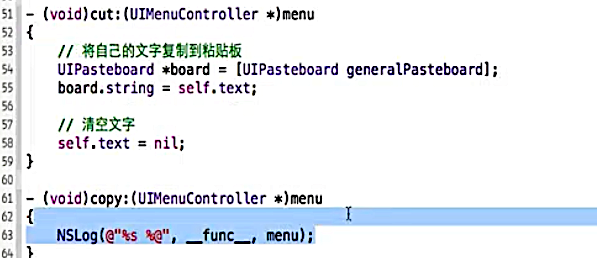 51 - (void)cut:(UIMenuController *)menu
52 {
53 // 将自己的文字复制到粘贴板
54 UIPasteboard *board = [UIPasteboard generalPasteboard];
55 board.string = self.text;
56
57 // 清空文字
58 self.text = nil;
59 }
60
61 - (void)copy:(UIMenuController *)menu
62 {
63 NSLog(@"%s %@", __func__, menu);
64 }